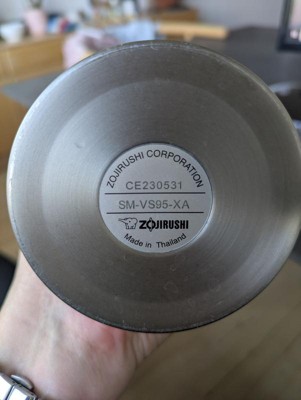 ZOJIRUSHI CORPORATION
CE230531
SM-VS95-XA
ZOJIRUSHI
Made in Thailand